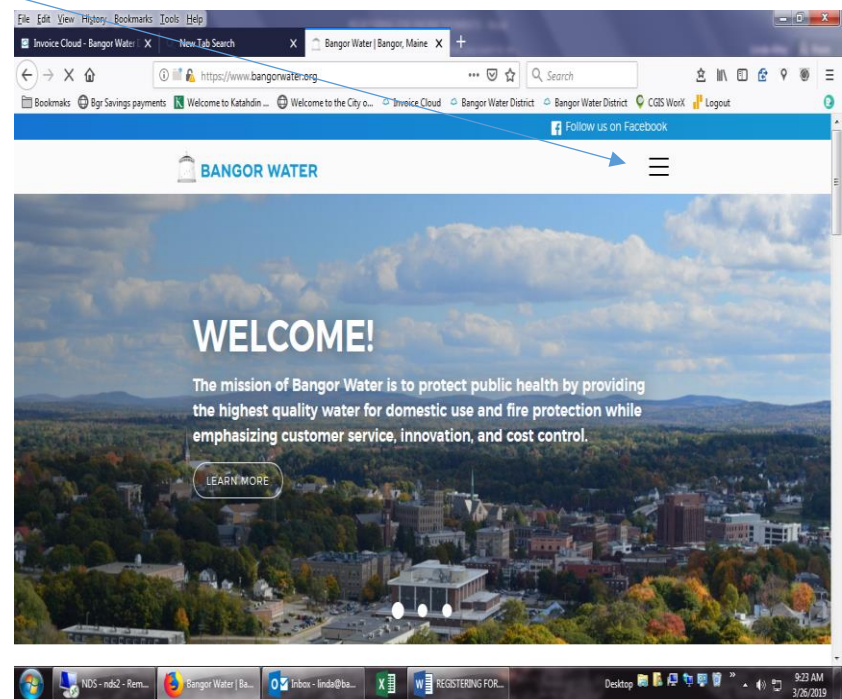 File Edit View History Bookmarks Tools Help
Invoice Cloud - Bangor Water X New Tab Search X Bangor Water | Bangor, Maine X +
https://www.bangorwater.org ... Search
Bookmaks Bgr Savings payments Welcome to Katahdin ... Welcome to the City o... Invoice Cloud Bangor Water District Bangor Water District CGIS WorX Logout
Follow us on Facebook
BANGOR WATER
WELCOME!
The mission of Bangor Water is to protect public health by providing
the highest quality water for domestic use and fire protection while
emphasizing customer service, innovation, and cost control.
LEARN MORE
NDS - nds2 - Rem... Bangor Water | Ba... Inbox - linda@ba... REGISTERING FOR... Desktop » 9:23 AM
3/26/2019